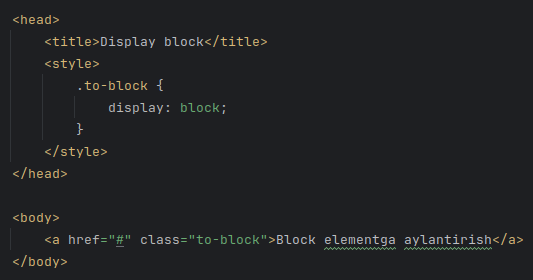 <head>
    <title>Display block</title>
    <style>
        .to-block {
            display: block;
        }
    </style>
</head>

<body>
    <a href="#" class="to-block">Block elementga aylantirish</a>
</body>